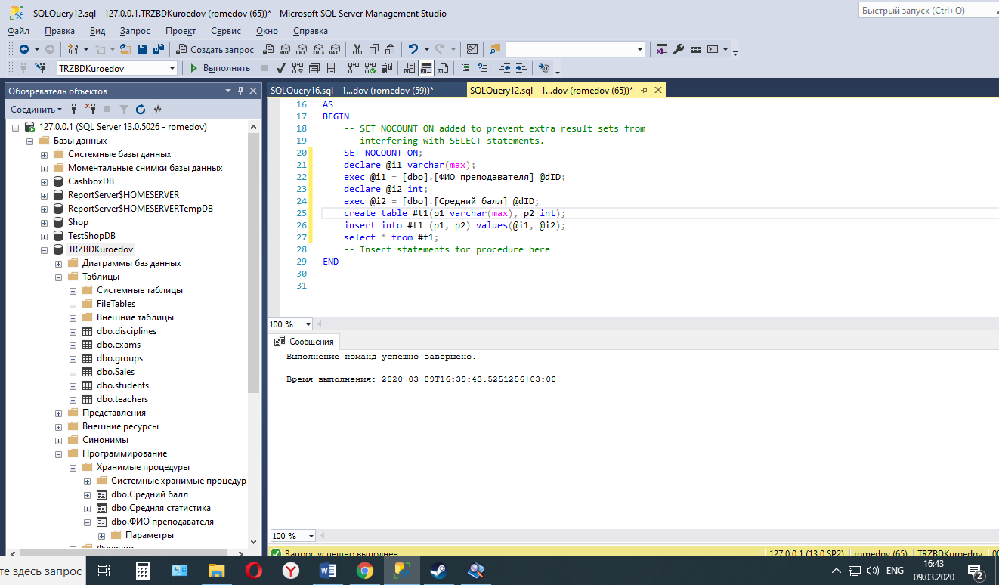 SQLQuery12.sql - 127.0.0.1.TRZBDKuroedov (romedov (65))* - Microsoft SQL Server Management Studio
Быстрый запуск (Ctrl+Q)
Файл Правка Вид Запрос Проект Сервис Окно Справка
Создать запрос MDX DMX XMLA DAX
TRZBDKuroedov Выполнить
Обозреватель объектов
SQLQuery16.sql - 1...dov (romedov (59))* SQLQuery12.sql - 1...dov (romedov (65))*
Соединить
127.0.0.1 (SQL Server 13.0.5026 - romedov)
Базы данных
Системные базы данных
Моментальные снимки базы данных
CashboxDB
ReportServer$HOMESERVER
ReportServer$HOMESERVERTempDB
Shop
TestShopDB
TRZBDKuroedov
Диаграммы баз данных
Таблицы
Системные таблицы
FileTables
Внешние таблицы
dbo.disciplines
dbo.exams
dbo.groups
dbo.Sales
dbo.students
dbo.teachers
Представления
Внешние ресурсы
Синонимы
Программирование
Хранимые процедуры
Системные хранимые процедур
dbo.Средний балл
dbo.Средняя статистика
dbo.ФИО преподавателя
Параметры
16 AS
17 BEGIN
18 -- SET NOCOUNT ON added to prevent extra result sets from
19 -- interfering with SELECT statements.
20 SET NOCOUNT ON;
21 declare @i1 varchar(max);
22 exec @i1 = [dbo].[ФИО преподавателя] @dID;
23 declare @i2 int;
24 exec @i2 = [dbo].[Средний балл] @dID;
25 create table #t1(p1 varchar(max), p2 int);
26 insert into #t1 (p1, p2) values(@i1, @i2);
27 select * from #t1;
28 -- Insert statements for procedure here
29 END
30
31
100 %
Сообщения
Выполнение команд успешно завершено.
Время выполнения: 2020-03-09T16:39:43.5251256+03:00
100 %
Запрос успешно выполнен 127.0.0.1 (13.0 SP2) romedov (65) TRZBDKuroedov
те здесь запрос
ENG
16:43
09.03.2020
2